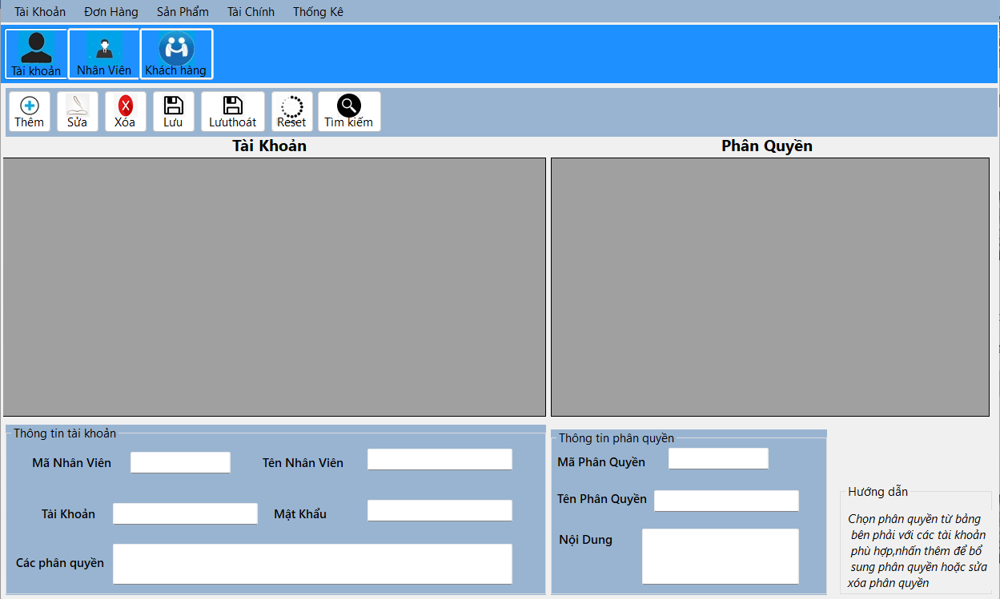 Tài Khoản Đơn Hàng Sản Phẩm Tài Chính Thống Kê
Tài khoản Nhân Viên Khách hàng
Thêm Sửa Xóa Lưu Lưuthoát Reset Tìm kiếm
Tài Khoản Phân Quyền
Thông tin tài khoản
Mã Nhân Viên Tên Nhân Viên
Tài Khoản Mật Khẩu
Các phân quyền
Thông tin phân quyền
Mã Phân Quyền
Tên Phân Quyền
Nội Dung
Hướng dẫn
Chọn phân quyền từ bảng
bên phải với các tài khoản
phù hợp,nhấn thêm để bổ
sung phân quyền hoặc sửa
xóa phân quyền